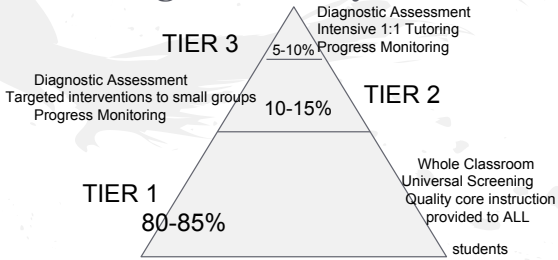 Diagnostic Assessment
Intensive 1:1 Tutoring
Progress Monitoring
TIER 3
5-10%
Diagnostic Assessment
Targeted interventions to small groups
Progress Monitoring
10-15%
TIER 2
Whole Classroom
Universal Screening
Quality core instruction
provided to ALL
students
TIER 1
80-85%